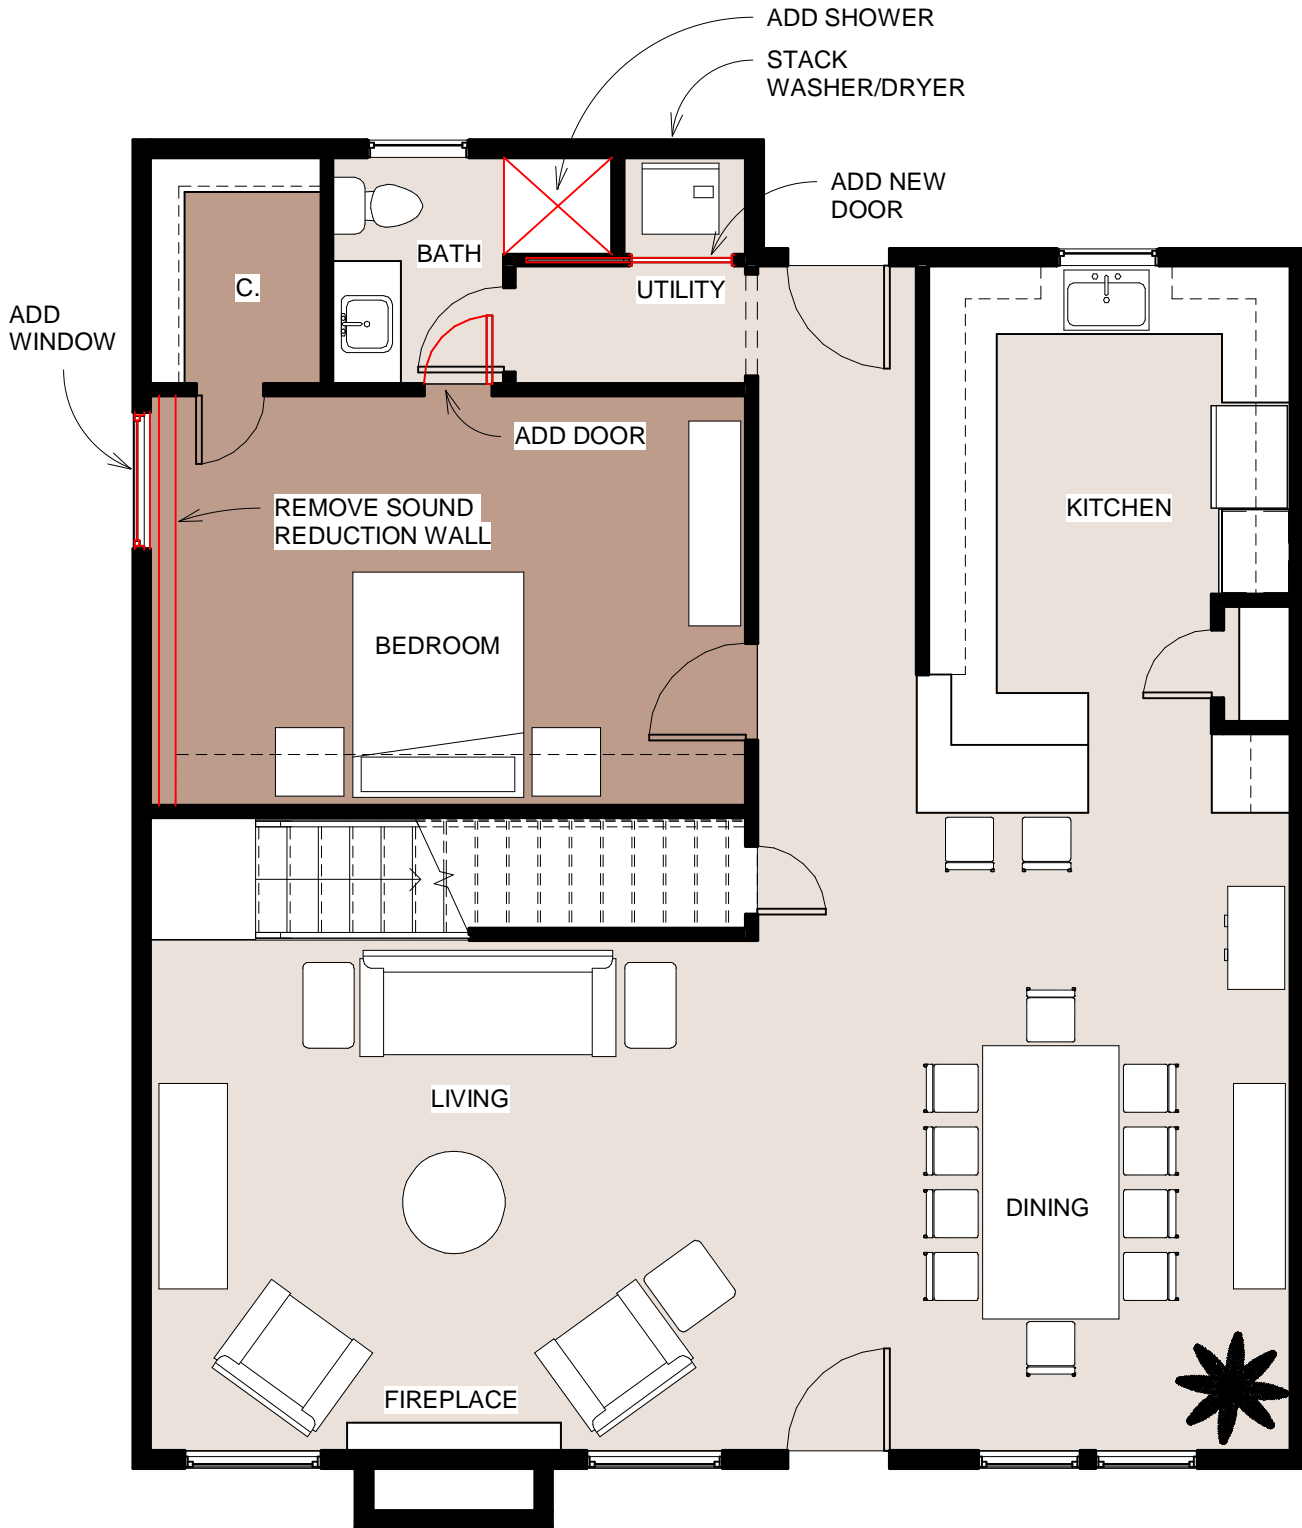 ADD SHOWER
STACK
WASHER/DRYER
ADD NEW
DOOR
BATH
C.
UTILITY
ADD
WINDOW
ADD DOOR
REMOVE SOUND
REDUCTION WALL
KITCHEN
BEDROOM
LIVING
DINING
FIREPLACE